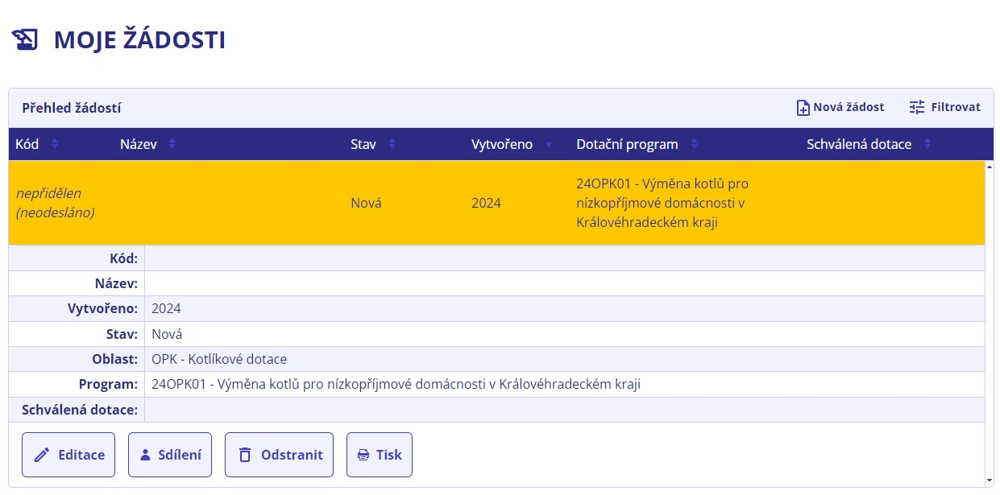 MOJE ŽÁDOSTI
Přehled žádostí
Nová žádost
Filtrovat
Kód Název Stav Vytvořeno Dotační program Schválená dotace
nepřidělen
(neodesláno)
Nová
2024
24OPK01 - Výměna kotlů pro
nízkopříjmové domácnosti v
Královéhradeckém kraji
Kód:
Název:
Vytvořeno: 2024
Stav: Nová
Oblast: OPK - Kotlíkové dotace
Program: 24OPK01 - Výměna kotlů pro nízkopříjmové domácnosti v Královéhradeckém kraji
Schválená dotace:
Editace Sdílení Odstranit Tisk